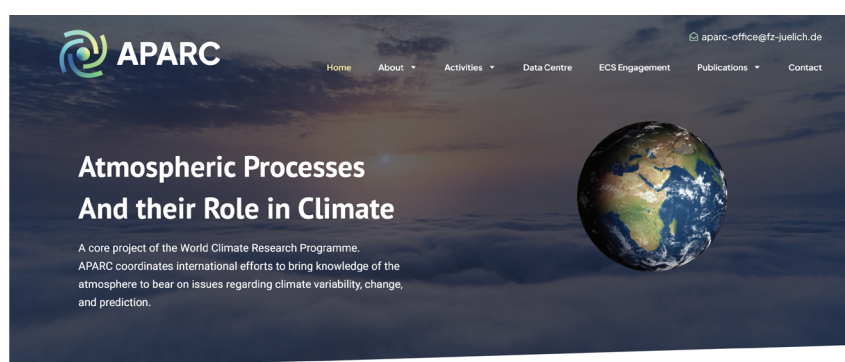 APARC
aparc-office@fz-juelich.de
Home About Activities Data Centre ECS Engagement Publications Contact
Atmospheric Processes
And their Role in Climate
A core project of the World Climate Research Programme.
APARC coordinates international efforts to bring knowledge of the
atmosphere to bear on issues regarding climate variability, change,
and prediction.